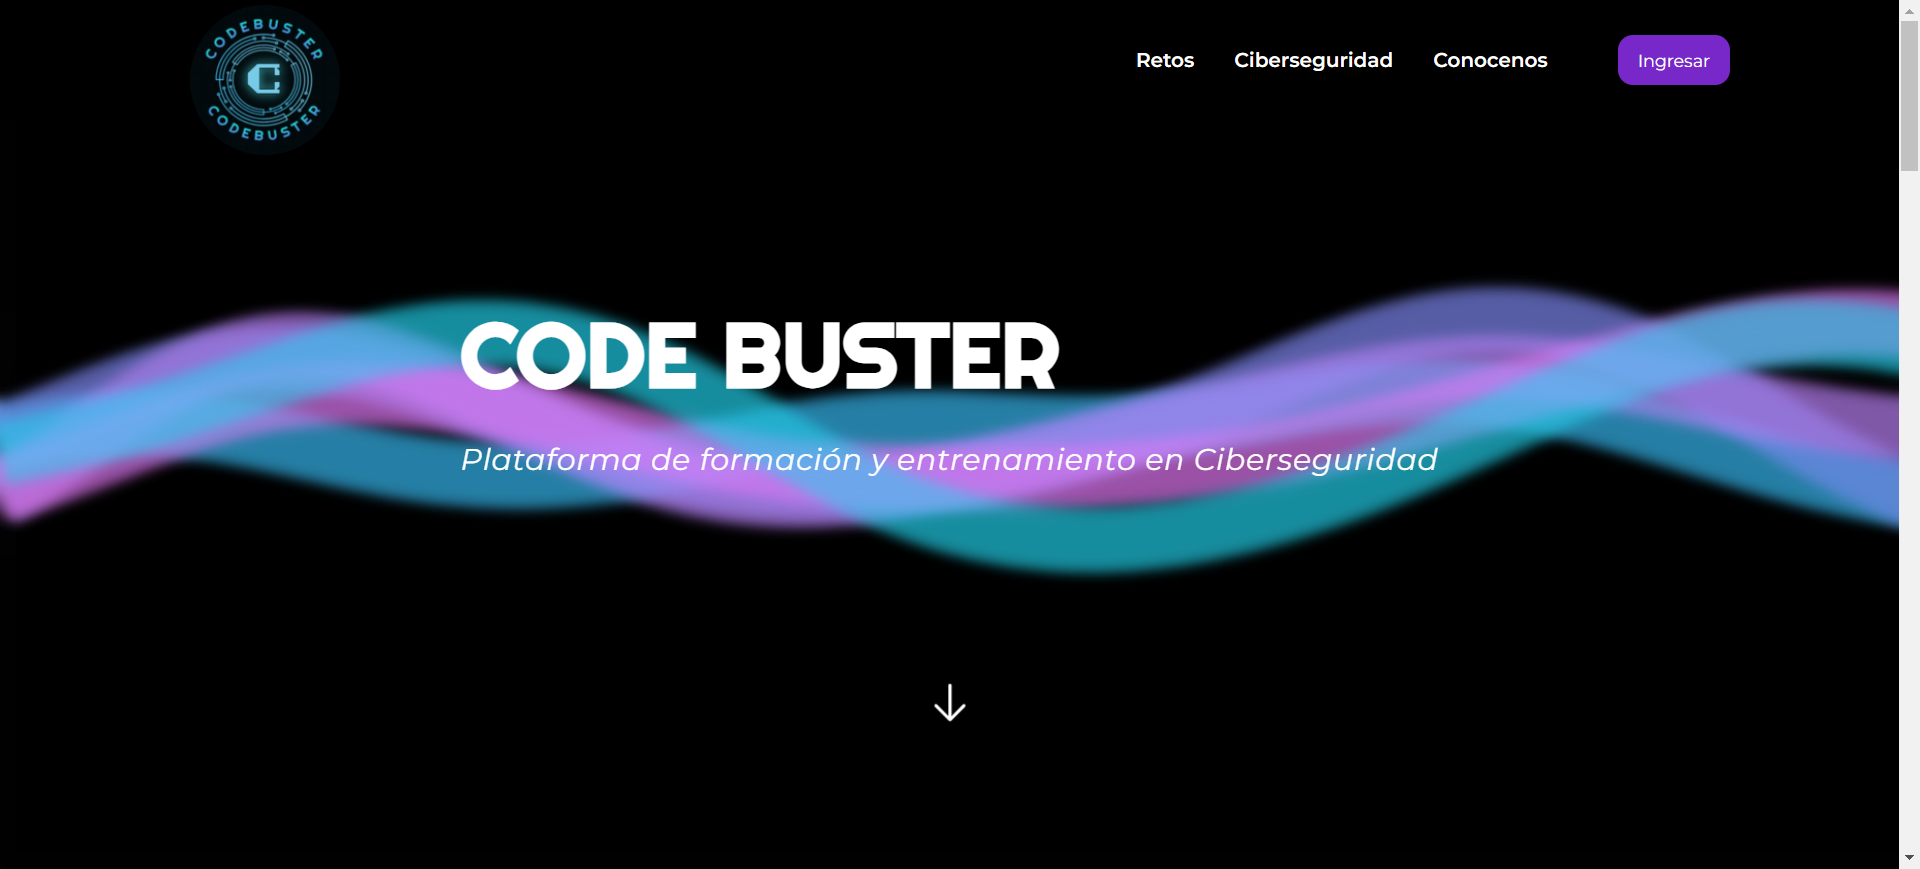 CODEBUSTER
C
CODEBUSTER
Retos Ciberseguridad Conocenos Ingresar
CODE BUSTER
Plataforma de formación y entrenamiento en Ciberseguridad